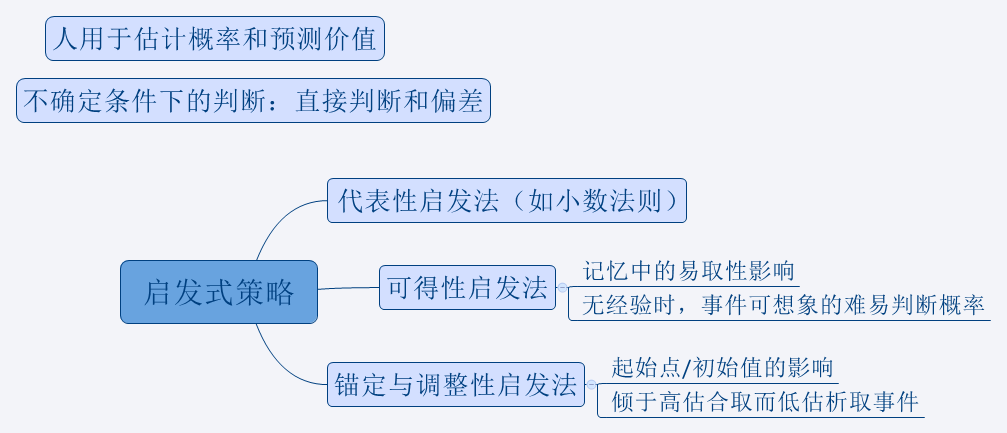 人用于估计概率和预测价值
不确定条件下的判断：直接判断和偏差
代表性启发法（如小数法则）
启发式策略
可得性启发法
记忆中的易取性影响
无经验时，事件可想象的难易判断概率
锚定与调整性启发法
起始点/初始值的影响
倾于高估合取而低估析取事件